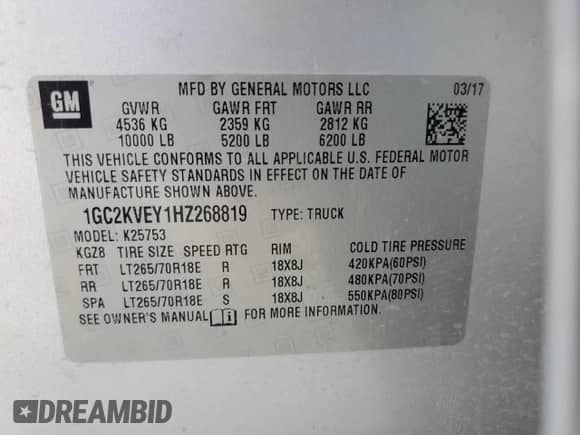 GM
MFD BY GENERAL MOTORS LLC 03/17
GVWR GAWR FRT GAWR RR
4536 KG 2359 KG 2812 KG
10000 LB 5200 LB 6200 LB
THIS VEHICLE CONFORMS TO ALL APPLICABLE U.S. FEDERAL MOTOR
VEHICLE SAFETY STANDARDS IN EFFECT ON THE DATE OF
MANUFACTURE SHOWN ABOVE.
1GC2KVEY1HZ268819 TYPE: TRUCK
MODEL: K25753
KGZ8 TIRE SIZE SPEED RTG RIM COLD TIRE PRESSURE
FRT LT265/70R18E R 18X8J 420KPA(60PSI)
RR LT265/70R18E R 18X8J 480KPA(70PSI)
SPA LT265/70R18E S 18X8J 550KPA(80PSI)
SEE OWNER'S MANUAL i FOR MORE INFORMATION.
DREAMBID